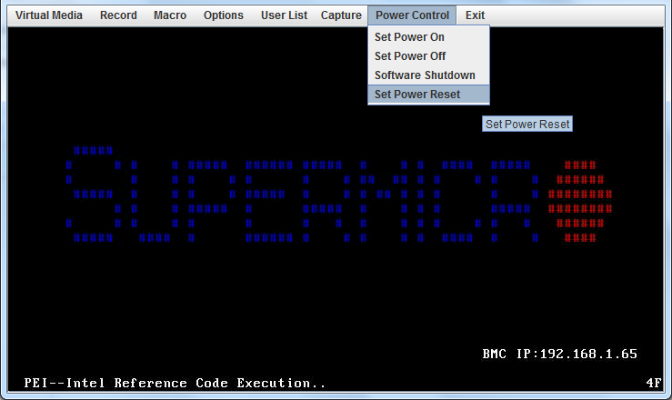 Virtual Media Record Macro Options User List Capture Power Control Exit
Set Power On
Set Power Off
Software Shutdown
Set Power Reset
Set Power Reset
SUPERMICRO
BMC IP:192.168.1.65
PEI--Intel Reference Code Execution.. 4F